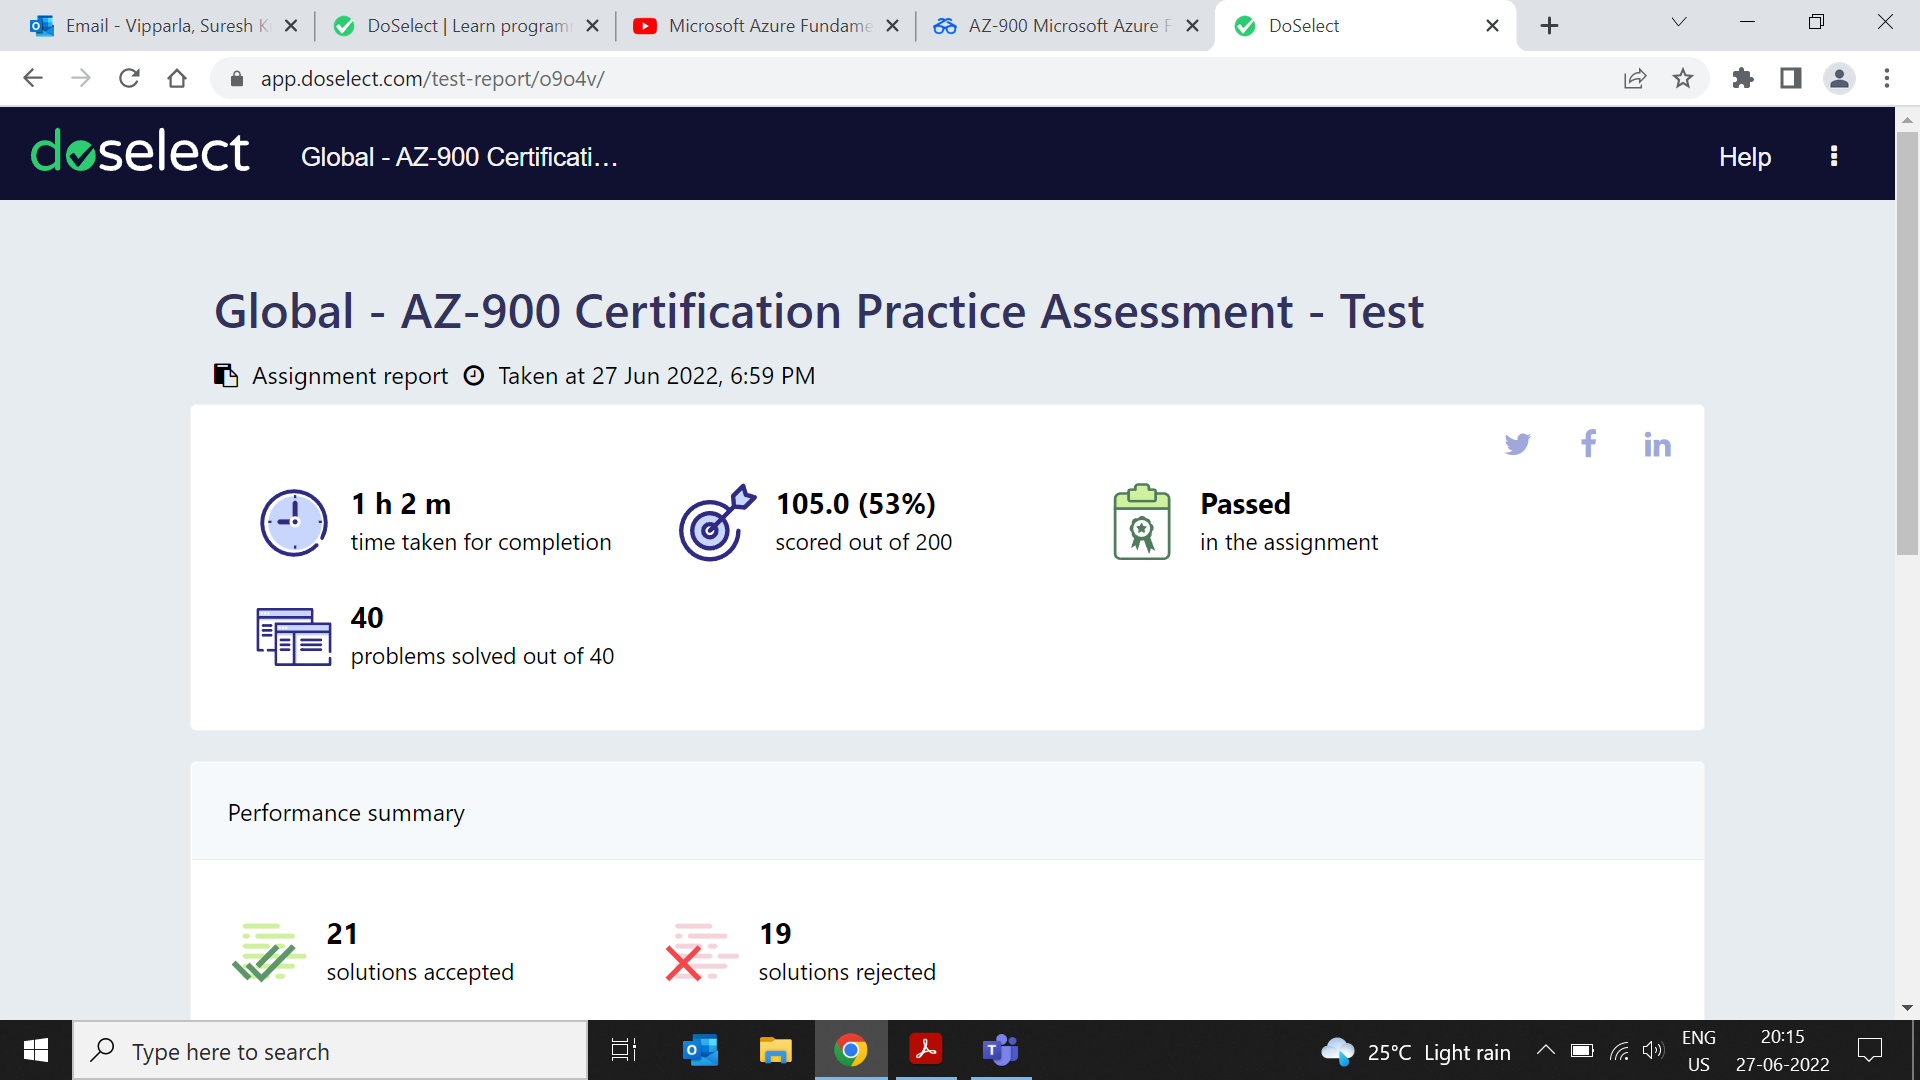 Email - Vipparla, Suresh K
DoSelect | Learn programm
Microsoft Azure Fundame
AZ-900 Microsoft Azure F
DoSelect
app.doselect.com/test-report/o9o4v/
doselect
Global - AZ-900 Certificati...
Help
Global - AZ-900 Certification Practice Assessment - Test
Assignment report
Taken at 27 Jun 2022, 6:59 PM
1 h 2 m
time taken for completion
105.0 (53%)
scored out of 200
Passed
in the assignment
40
problems solved out of 40
Performance summary
21
solutions accepted
19
solutions rejected
Type here to search
25°C Light rain
ENG
US
20:15
27-06-2022